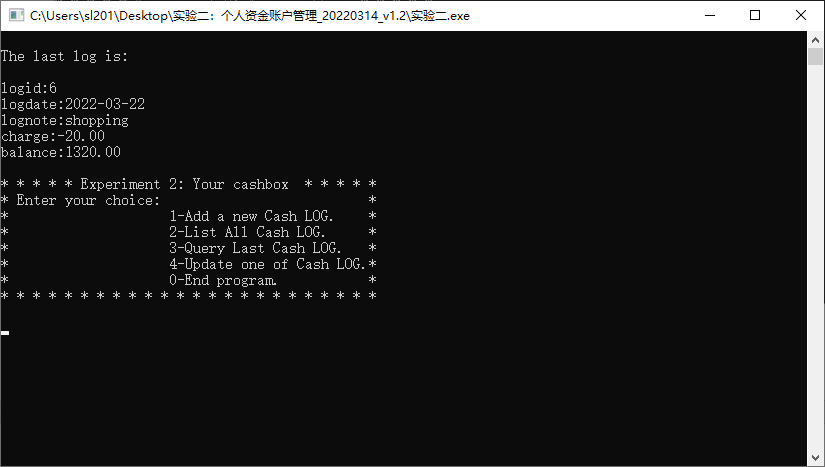 C:\Users\sl201\Desktop\实验二：个人资金账户管理_20220314_v1.2\实验二.exe
The last log is:
logid:6
logdate:2022-03-22
lognote:shopping
charge:-20.00
balance:1320.00
* * * * * Experiment 2: Your cashbox  * * * * *
* Enter your choice:                          *
*                    1-Add a new Cash LOG.    *
*                    2-List All Cash LOG.     *
*                    3-Query Last Cash LOG.   *
*                    4-Update one of Cash LOG.*
*                    0-End program.           *
* * * * * * * * * * * * * * * * * * * * * * * *